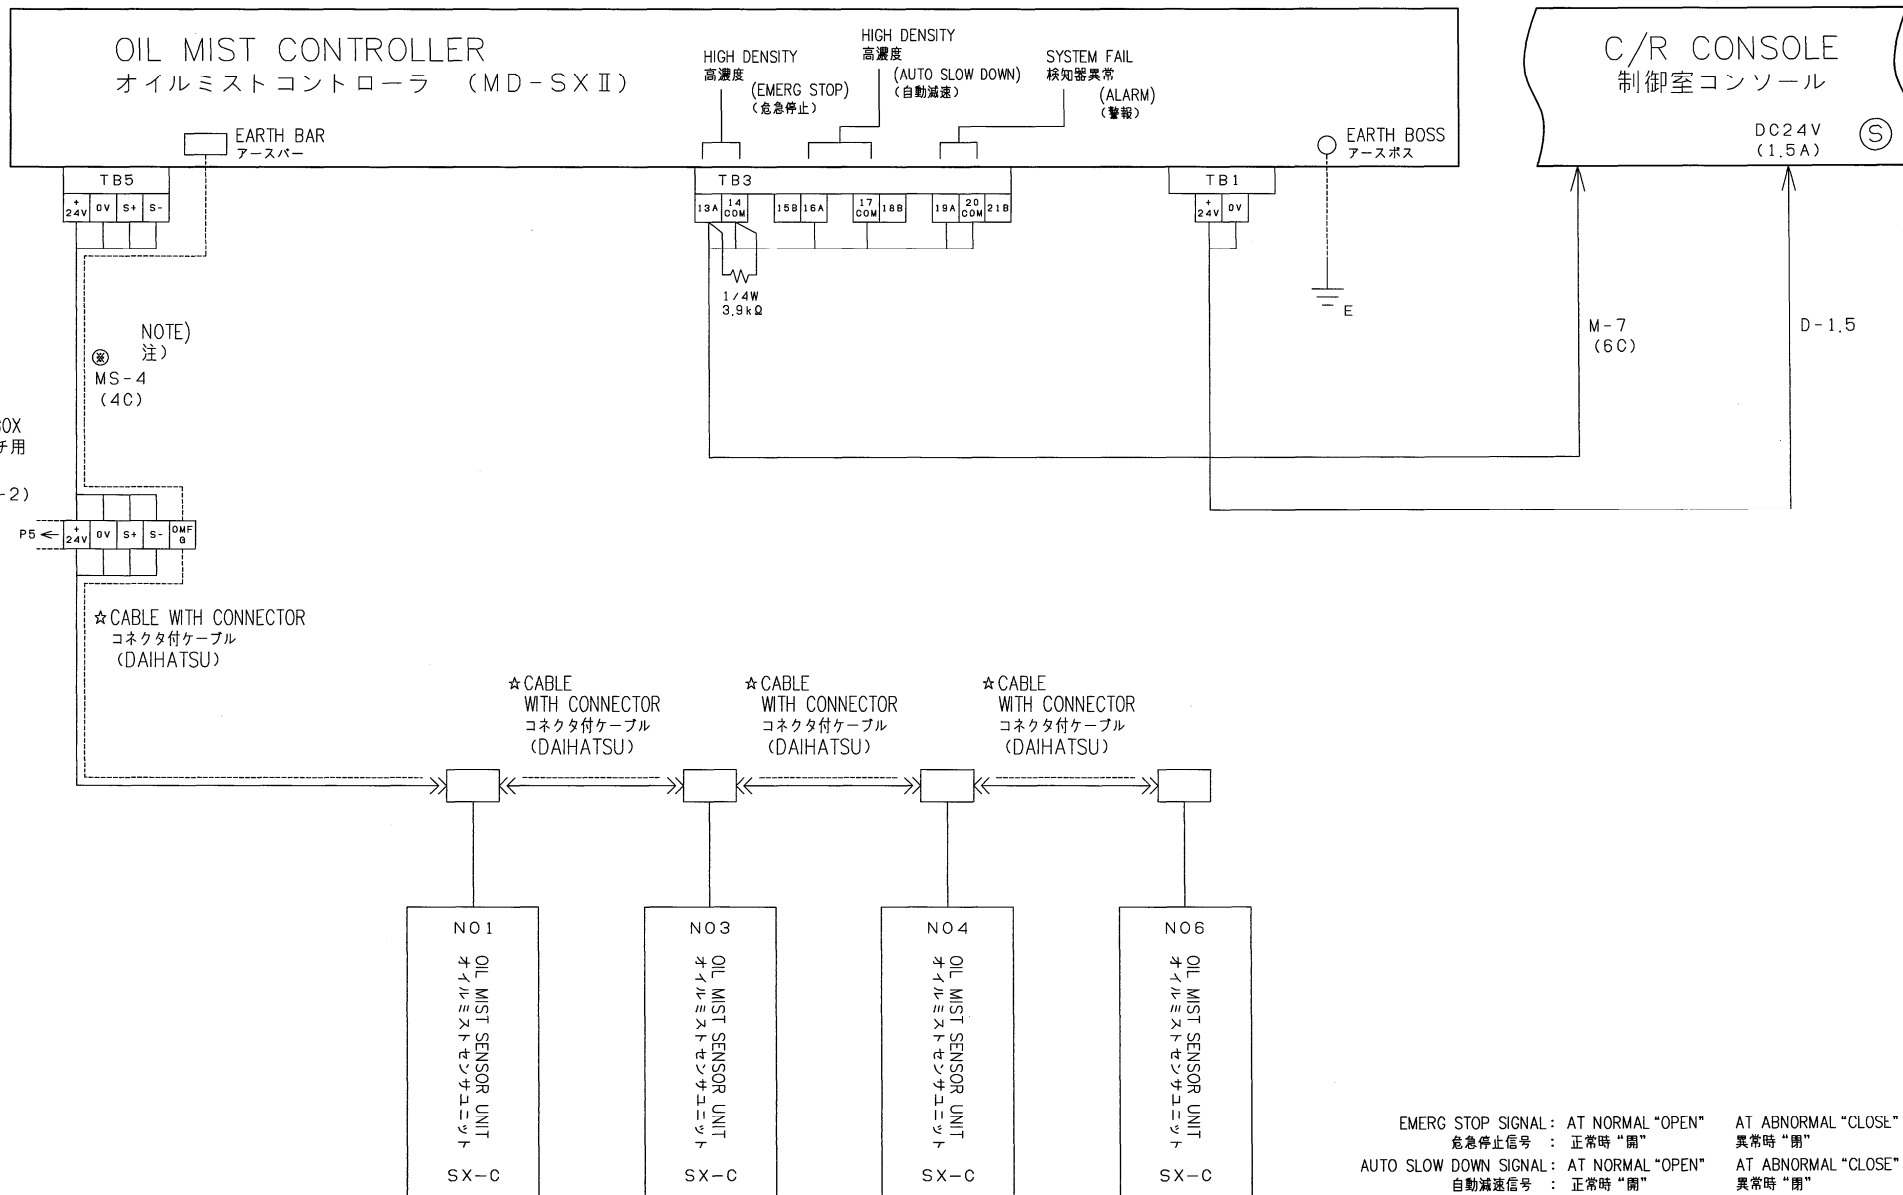 OIL MIST CONTROLLER
オイルミストコントローラ (MD-SXⅡ)
HIGH DENSITY
高濃度
(EMERG STOP)
(危急停止)
HIGH DENSITY
高濃度
(AUTO SLOW DOWN)
(自動減速)
SYSTEM FAIL
検知器異常
(ALARM)
(警報)
C/R CONSOLE
制御室コンソール
DC24V
(1.5A)
S
EARTH BAR
アースバー
EARTH BOSS
アースボス
TB5
+24V 0V S+ S-
TB3
13A 14 COM 15B 16A 17 COM 18B 19A 20 COM 21B
TB1
+24V 0V
1/4W
3.9kΩ
E
NOTE)
注)
※
MS-4
(4C)
M-7
(6C)
D-1.5
BOX
チ用
-2)
P5
+24V 0V S+ S- OMF G
☆CABLE WITH CONNECTOR
コネクタ付ケーブル
(DAIHATSU)
☆CABLE
WITH CONNECTOR
コネクタ付ケーブル
(DAIHATSU)
☆CABLE
WITH CONNECTOR
コネクタ付ケーブル
(DAIHATSU)
☆CABLE
WITH CONNECTOR
コネクタ付ケーブル
(DAIHATSU)
NO1
OIL MIST SENSOR UNIT
オイルミストセンサユニット
SX-C
NO3
OIL MIST SENSOR UNIT
オイルミストセンサユニット
SX-C
NO4
OIL MIST SENSOR UNIT
オイルミストセンサユニット
SX-C
NO6
OIL MIST SENSOR UNIT
オイルミストセンサユニット
SX-C
EMERG STOP SIGNAL: AT NORMAL "OPEN" AT ABNORMAL "CLOSE"
危急停止信号 : 正常時 "開" 異常時 "閉"
AUTO SLOW DOWN SIGNAL: AT NORMAL "OPEN" AT ABNORMAL "CLOSE"
自動減速信号 : 正常時 "開" 異常時 "閉"